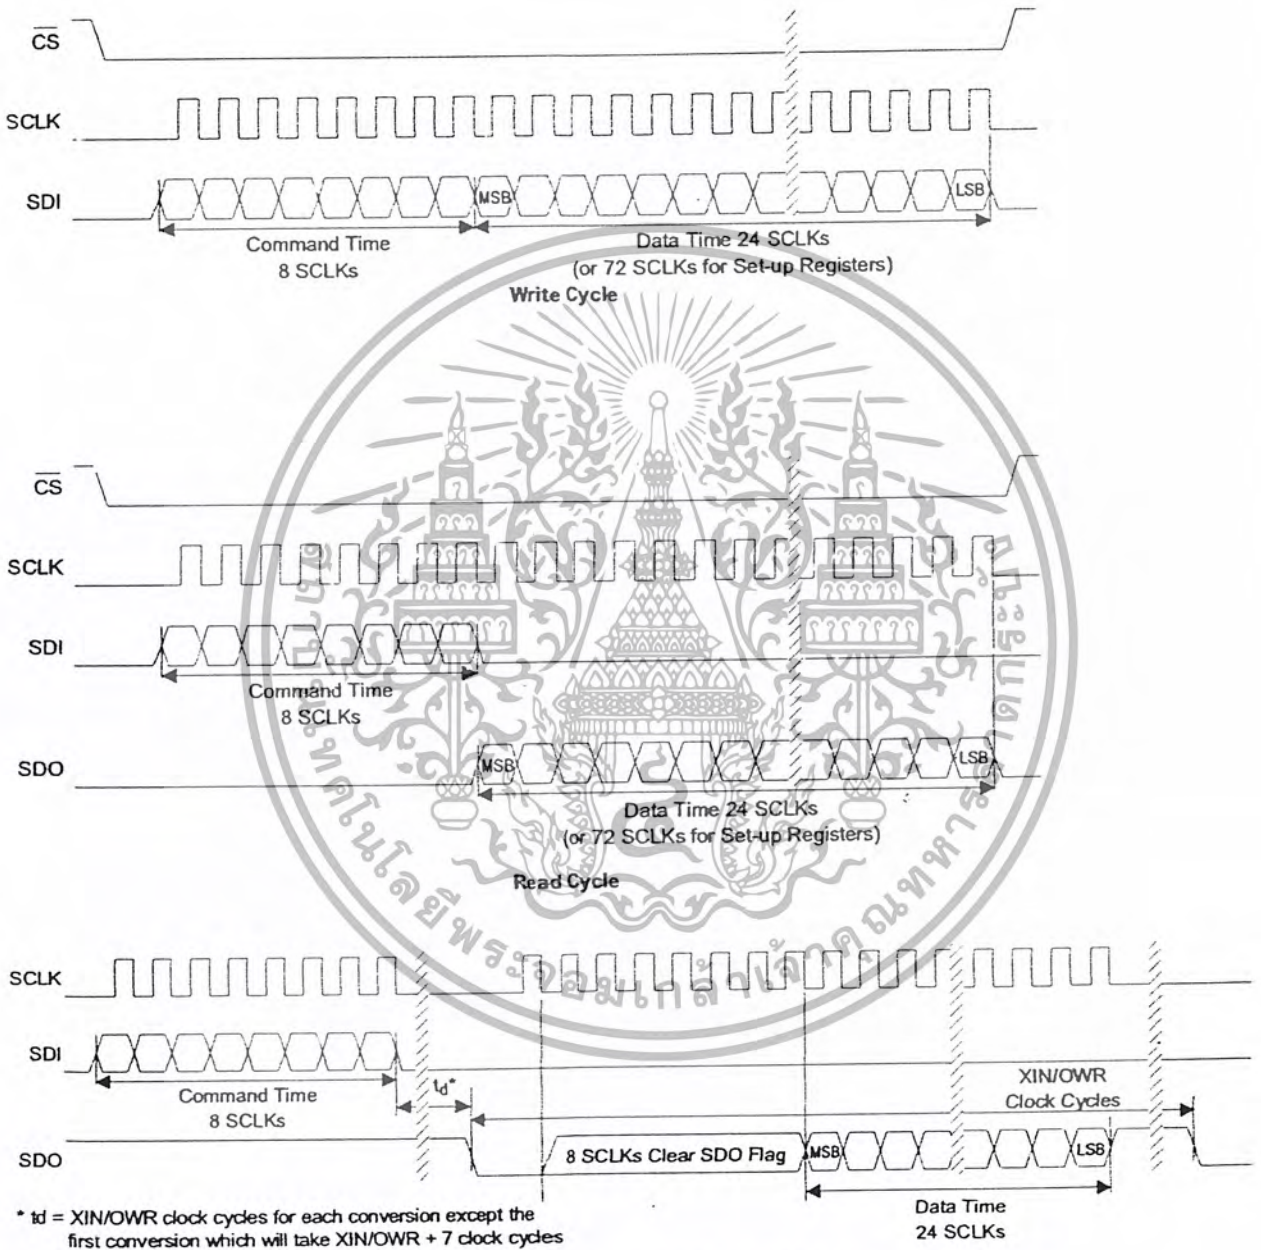 CS
SCLK
SDI
MSB
LSB
Command Time
8 SCLKs
Data Time 24 SCLKs
(or 72 SCLKs for Set-up Registers)
Write Cycle
CS
SCLK
SDI
Command Time
8 SCLKs
SDO
MSB
LSB
Data Time 24 SCLKs
(or 72 SCLKs for Set-up Registers)
Read Cycle
SCLK
SDI
Command Time
8 SCLKs
td*
XIN/OWR
Clock Cycles
SDO
8 SCLKs Clear SDO Flag
MSB
LSB
Data Time
24 SCLKs
* td = XIN/OWR clock cycles for each conversion except the
first conversion which will take XIN/OWR + 7 clock cycles